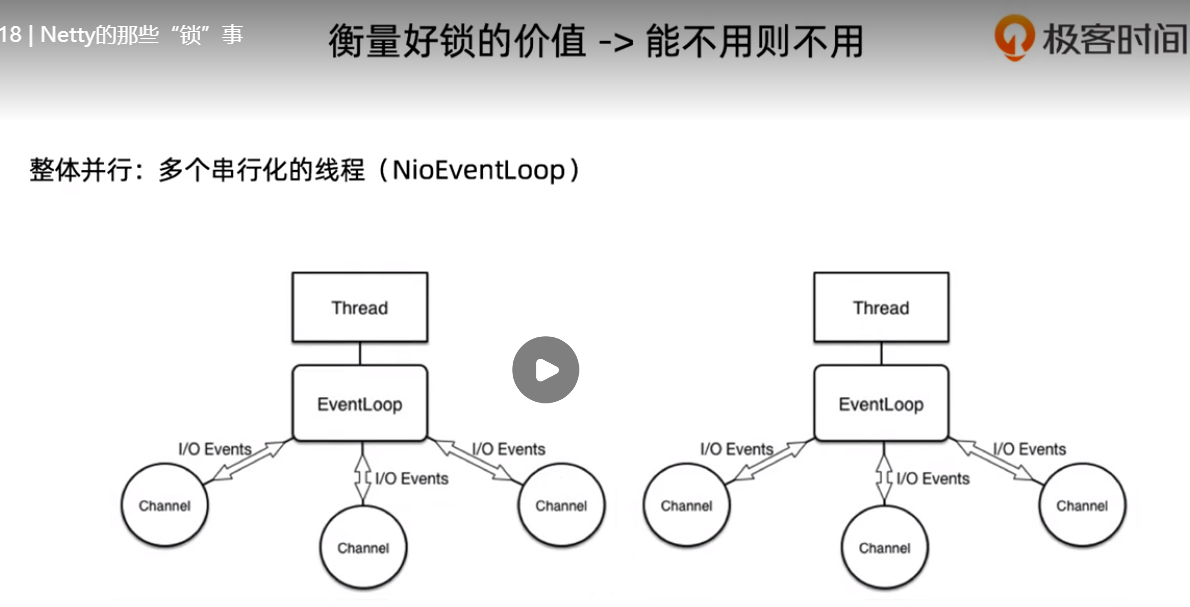 18 | Netty的那些“锁”事
衡量好锁的价值 -> 能不用则不用
极客时间
整体并行：多个串行化的线程（NioEventLoop）
Thread
Thread
EventLoop
EventLoop
I/O Events
I/O Events
I/O Events
I/O Events
I/O Events
I/O Events
Channel
Channel
Channel
Channel
Channel
Channel